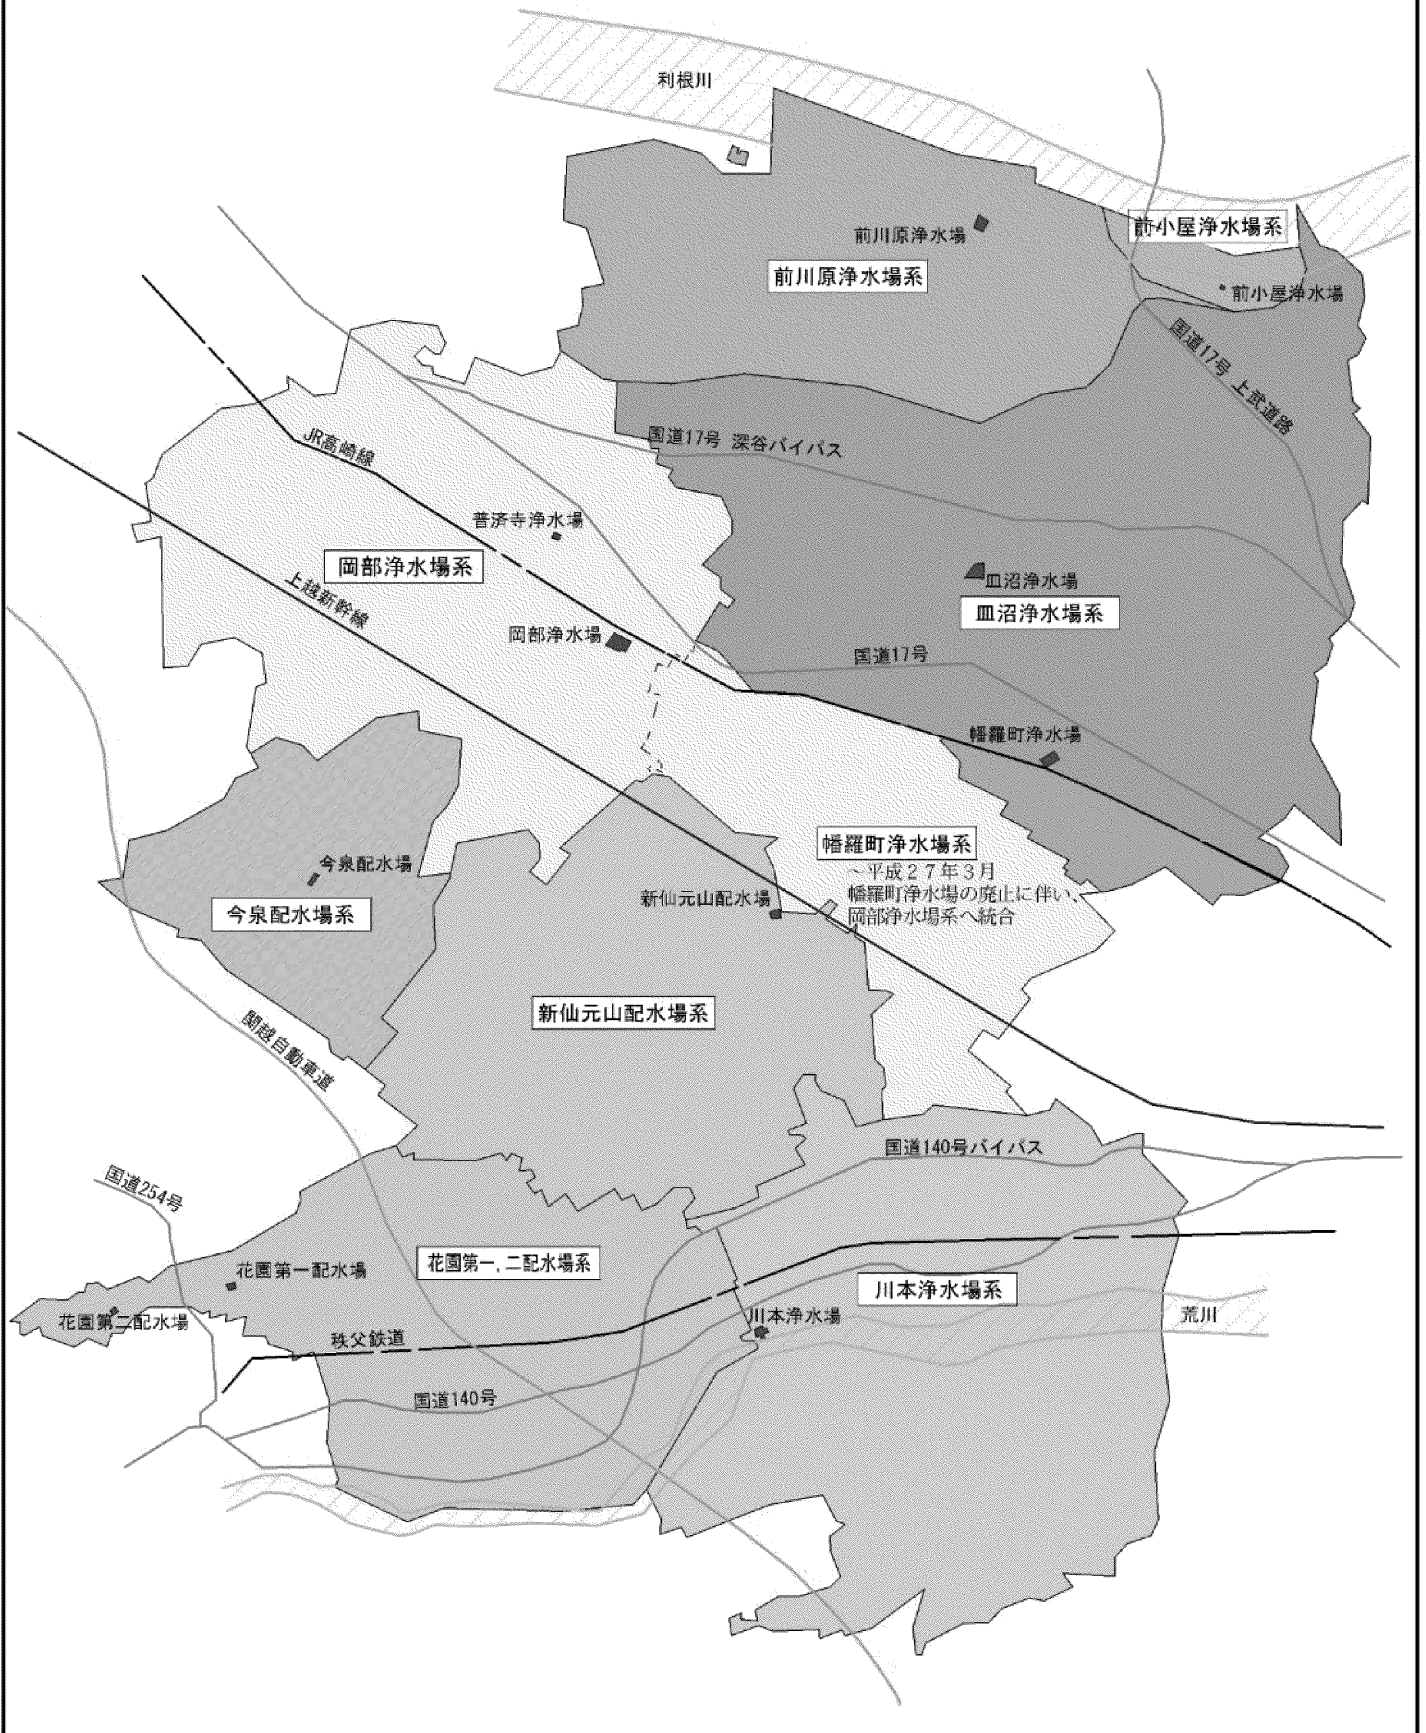 利根川
前小屋浄水場系
前川原浄水場
前川原浄水場系
前小屋浄水場
国道17号 上武道路
国道17号 深谷バイパス
JR高崎線
普済寺浄水場
岡部浄水場系
皿沼浄水場
上越新幹線
皿沼浄水場系
岡部浄水場
国道17号
幡羅町浄水場
幡羅町浄水場系
～平成２７年３月
幡羅町浄水場の廃止に伴い、
岡部浄水場系へ統合
今泉配水場
新仙元山配水場
今泉配水場系
新仙元山配水場系
関越自動車道
国道140号バイパス
国道254号
花園第一配水場
花園第一,二配水場系
川本浄水場系
花園第二配水場
川本浄水場
荒川
秩父鉄道
国道140号